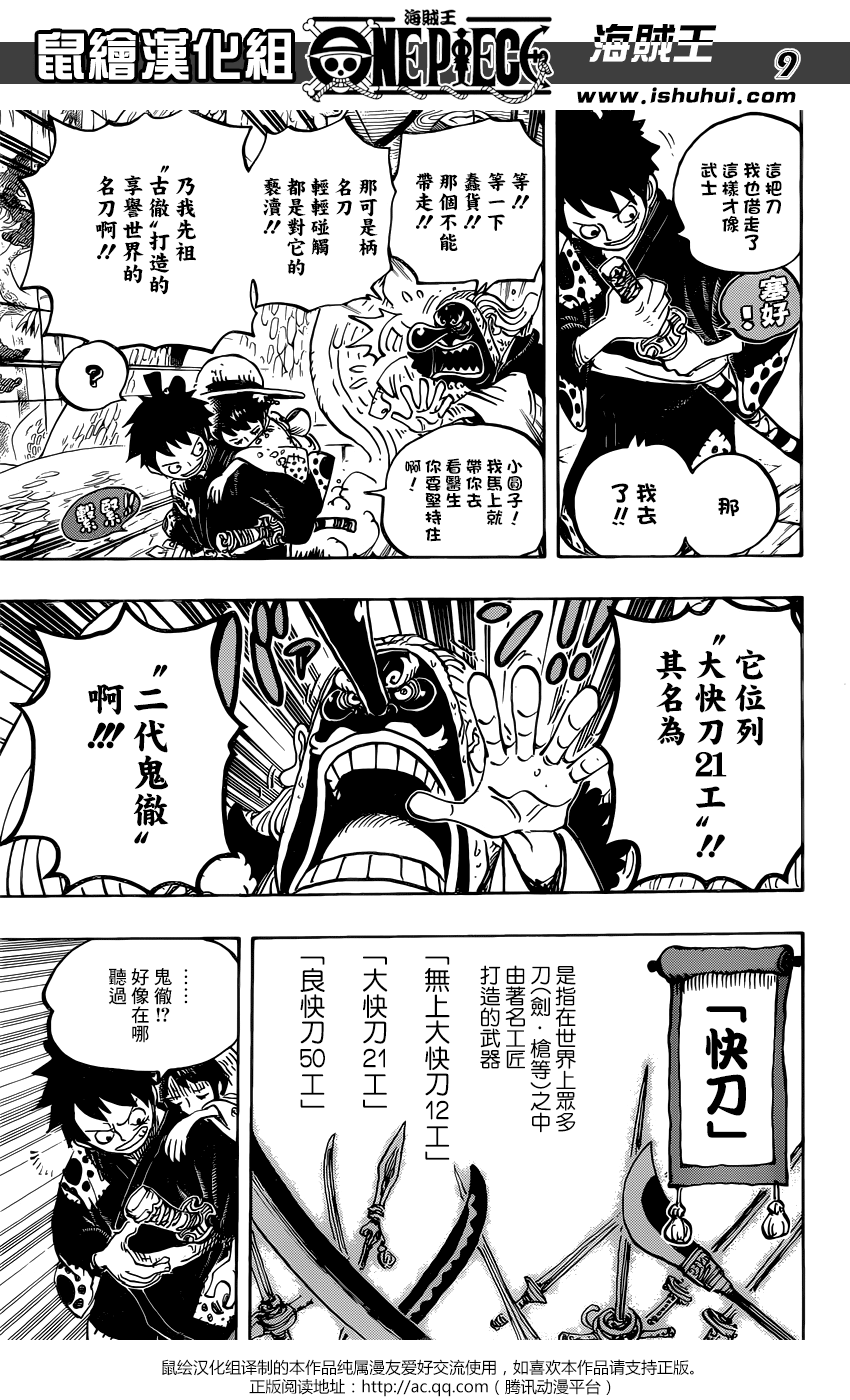 鼠繪漢化組
海賊王
ONE PIECE
海賊王
9
www.ishuhui.com
這把刀
我也借走了
這樣才像
武士
塞好!
那
我去
了!!
等!!
等一下
蠢貨!!
那個不能
帶走!!
那可是柄
名刀
輕輕碰觸
都是對它的
褻瀆!!
乃我先祖
“古徹”打造的
享譽世界的
名刀啊!!
?
繫緊!!
小圓子!
我馬上就
帶你去
看醫生
你要堅持住
啊!
它位列
“大快刀21工”!!
其名為
“二代鬼徹”
啊!!!
「快刀」
是指在世界上眾多
刀(劍·槍等)之中
由著名工匠
打造的武器
「無上大快刀12工」
「大快刀21工」
「良快刀50工」
……
鬼徹!?
好像在哪
聽過
鼠绘汉化组译制的本作品纯属漫友爱好交流使用，如喜欢本作品请支持正版。
正版阅读地址：http://ac.qq.com（腾讯动漫平台）